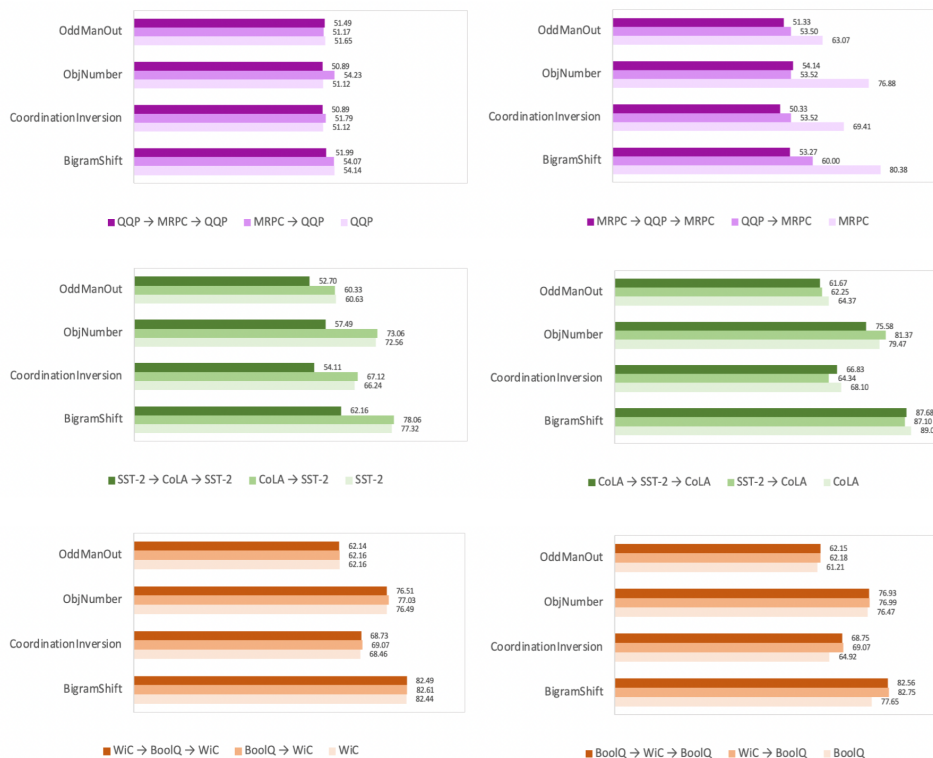 OddManOut
51.49
51.17
51.65
ObjNumber
50.89
54.23
51.12
CoordinationInversion
50.89
51.79
51.12
BigramShift
51.99
54.07
54.14
QQP → MRPC → QQP MRPC → QQP QQP
OddManOut
51.33
53.50
63.07
ObjNumber
54.14
53.52
76.88
CoordinationInversion
50.33
53.52
69.41
BigramShift
53.27
60.00
80.38
MRPC → QQP → MRPC QQP → MRPC MRPC
OddManOut
52.70
60.33
60.63
ObjNumber
57.49
73.06
72.56
CoordinationInversion
54.11
67.12
66.24
BigramShift
62.16
78.06
77.32
SST-2 → CoLA → SST-2 CoLA → SST-2 SST-2
OddManOut
61.67
62.25
64.37
ObjNumber
75.58
81.37
79.47
CoordinationInversion
66.83
64.34
68.10
BigramShift
87.68
87.10
89.0
CoLA → SST-2 → CoLA SST-2 → CoLA CoLA
OddManOut
62.14
62.16
62.16
ObjNumber
76.51
77.03
76.49
CoordinationInversion
68.73
69.07
68.46
BigramShift
82.49
82.61
82.44
WiC → BoolQ → WiC BoolQ → WiC WiC
OddManOut
62.15
62.18
61.21
ObjNumber
76.93
76.99
76.47
CoordinationInversion
68.75
69.07
64.92
BigramShift
82.56
82.75
77.65
BoolQ → WiC → BoolQ WiC → BoolQ BoolQ